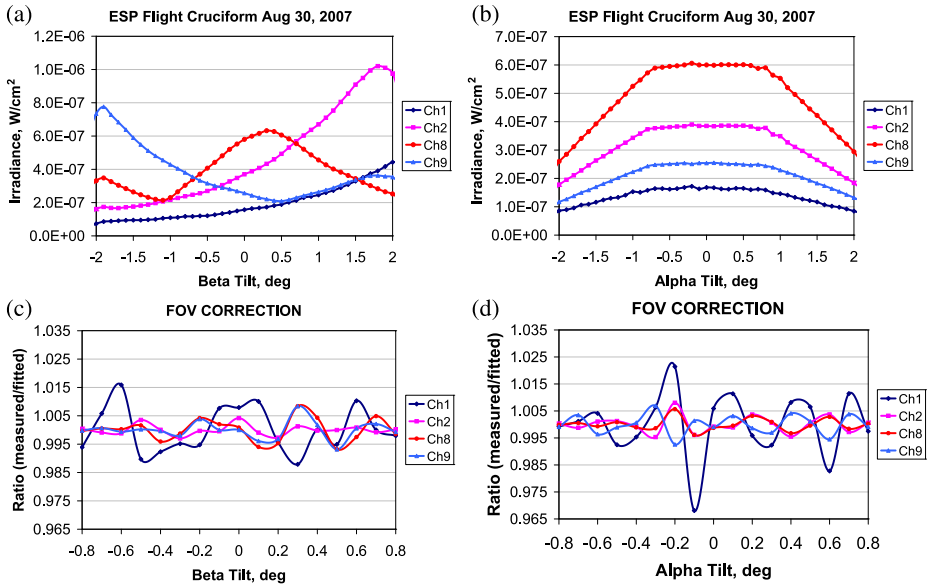 (a)
ESP Flight Cruciform Aug 30, 2007
Irradiance, W/cm2
1.2E-06
1.0E-06
8.0E-07
6.0E-07
4.0E-07
2.0E-07
0.0E+00
-2 -1.5 -1 -0.5 0 0.5 1 1.5 2
Beta Tilt, deg
Ch1
Ch2
Ch8
Ch9
(b)
ESP Flight Cruciform Aug 30, 2007
Irradiance, W/cm2
7.0E-07
6.0E-07
5.0E-07
4.0E-07
3.0E-07
2.0E-07
1.0E-07
0.0E+00
-2 -1.5 -1 -0.5 0 0.5 1 1.5 2
Alpha Tilt, deg
Ch1
Ch2
Ch8
Ch9
(c)
FOV CORRECTION
Ratio (measured/fitted)
1.035
1.025
1.015
1.005
0.995
0.985
0.975
0.965
-0.8 -0.6 -0.4 -0.2 0 0.2 0.4 0.6 0.8
Beta Tilt, deg
Ch1
Ch2
Ch8
Ch9
(d)
FOV CORRECTION
Ratio (measured/fitted)
1.035
1.025
1.015
1.005
0.995
0.985
0.975
0.965
-0.8 -0.6 -0.4 -0.2 0 0.2 0.4 0.6 0.8
Alpha Tilt, deg
Ch1
Ch2
Ch8
Ch9